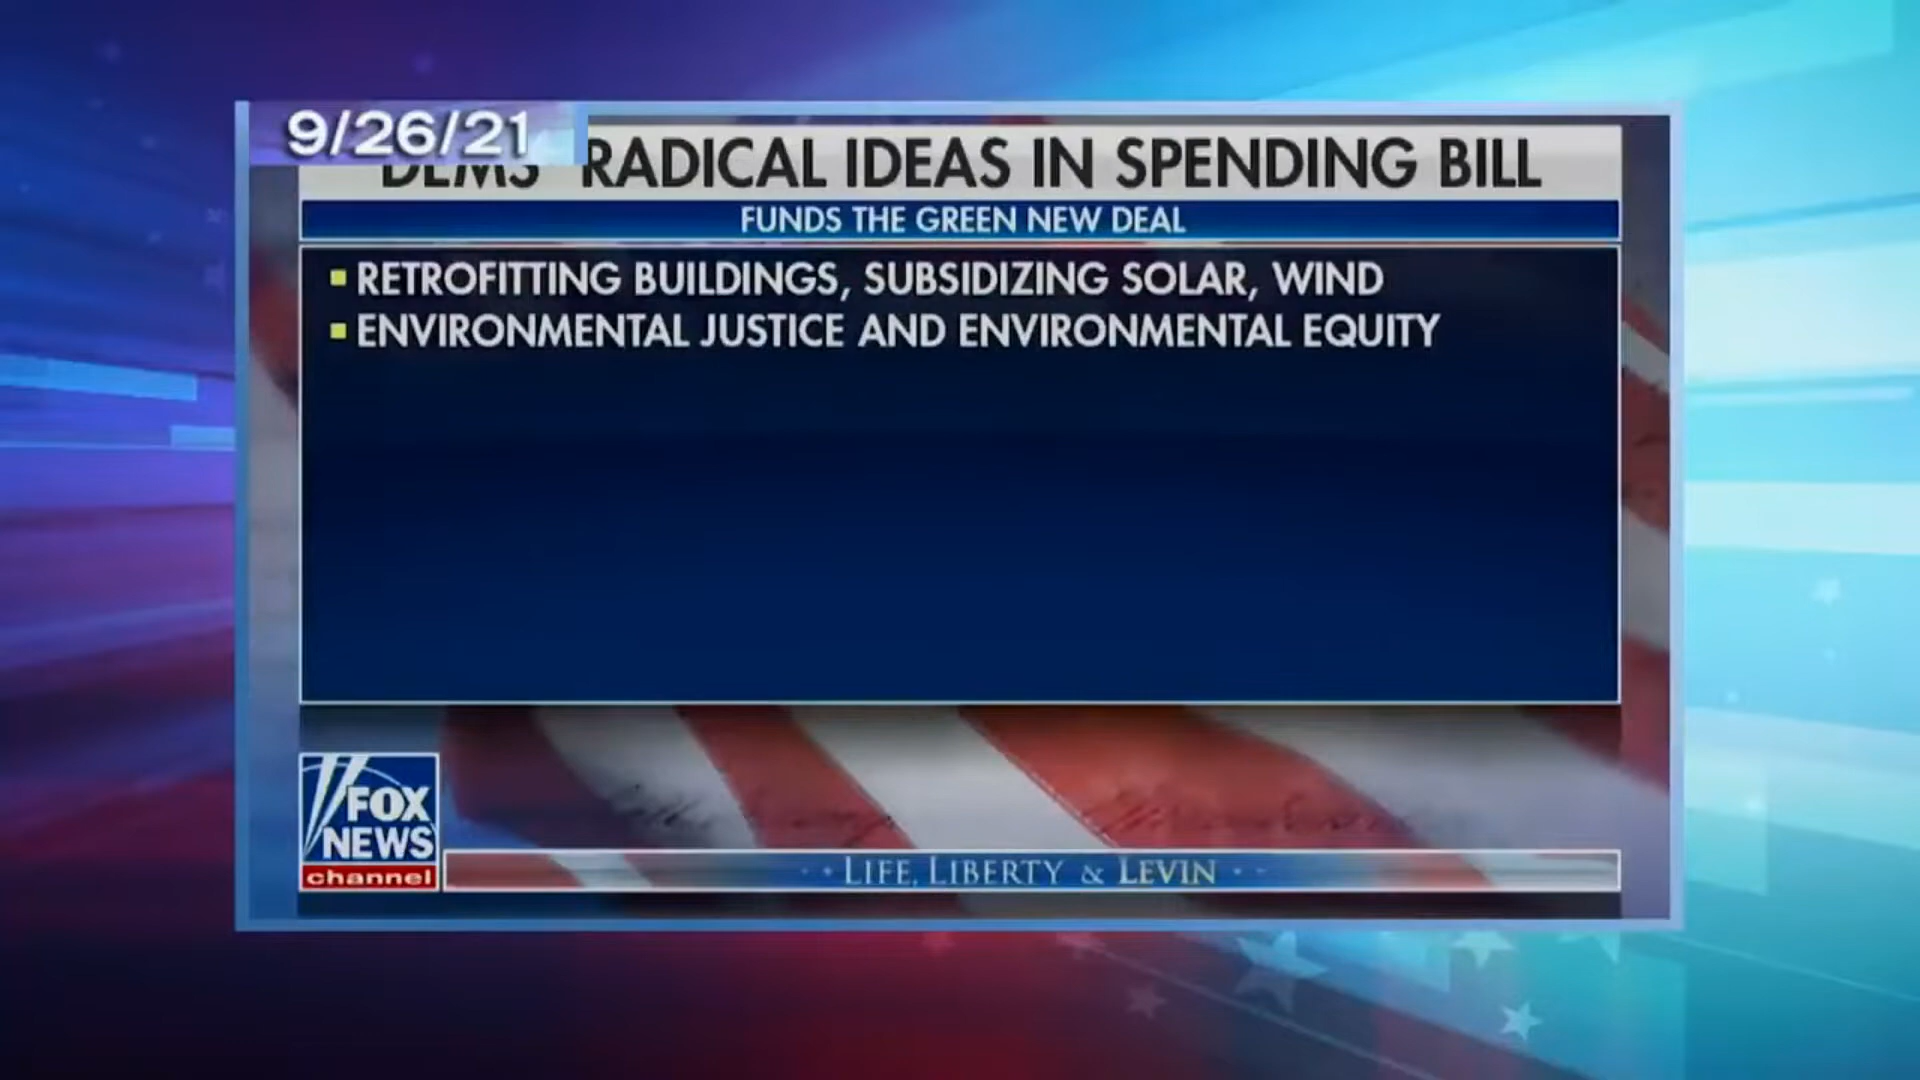 9/26/21
DEMS' RADICAL IDEAS IN SPENDING BILL
FUNDS THE GREEN NEW DEAL
▪ RETROFITTING BUILDINGS, SUBSIDIZING SOLAR, WIND
▪ ENVIRONMENTAL JUSTICE AND ENVIRONMENTAL EQUITY
FOX
NEWS
channel
LIFE, LIBERTY & LEVIN